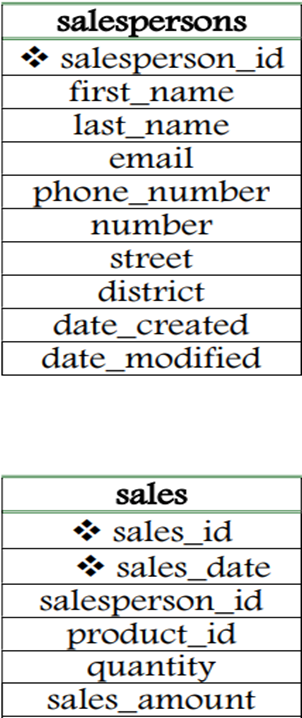 salespersons
❖ salesperson_id
first_name
last_name
email
phone_number
number
street
district
date_created
date_modified
sales
❖ sales_id
❖ sales_date
salesperson_id
product_id
quantity
sales_amount